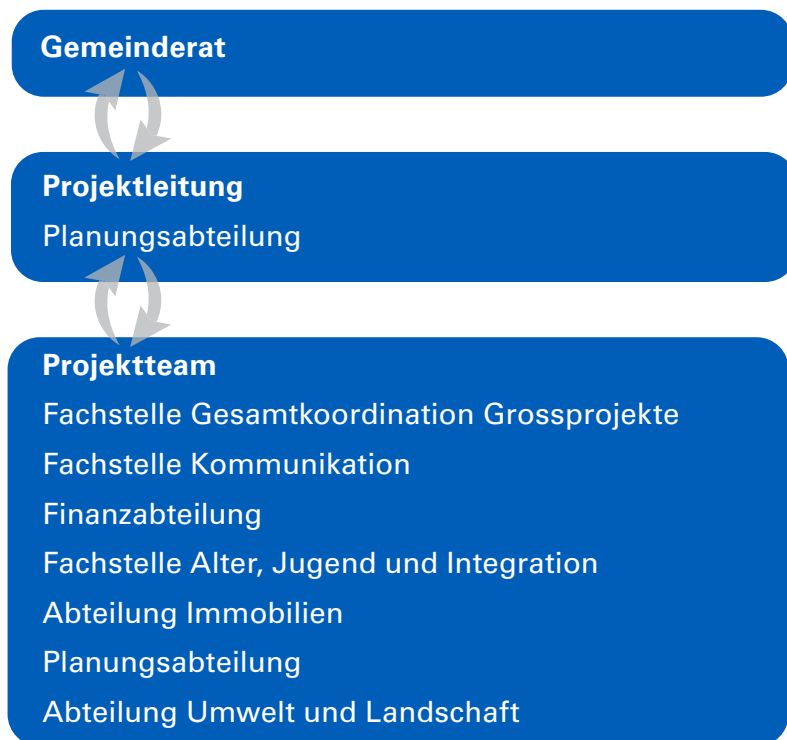 Gemeinderat
Projektleitung
Planungsabteilung
Projektteam
Fachstelle Gesamtkoordination Grossprojekte
Fachstelle Kommunikation
Finanzabteilung
Fachstelle Alter, Jugend und Integration
Abteilung Immobilien
Planungsabteilung
Abteilung Umwelt und Landschaft